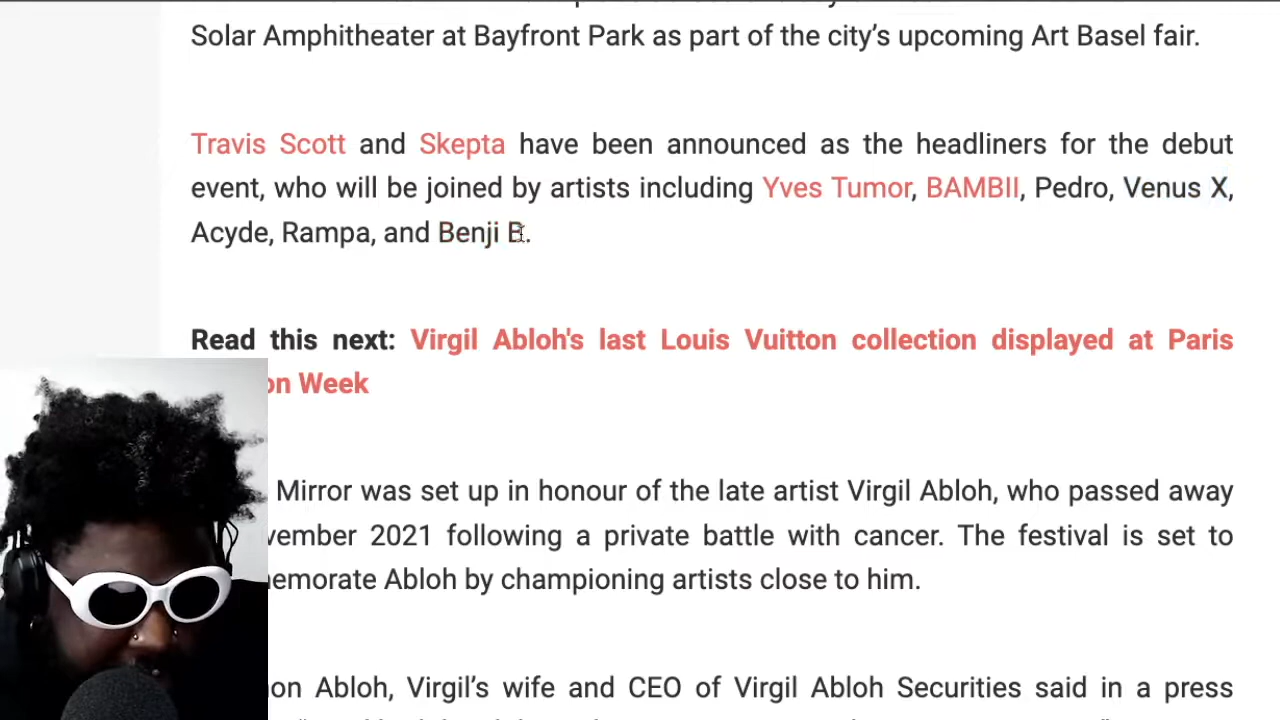 Solar Amphitheater at Bayfront Park as part of the city’s upcoming Art Basel fair.
Travis Scott and Skepta have been announced as the headliners for the debut
event, who will be joined by artists including Yves Tumor, BAMBII, Pedro, Venus X,
Acyde, Rampa, and Benji B.
Read this next: Virgil Abloh's last Louis Vuitton collection displayed at Paris
on Week
Mirror was set up in honour of the late artist Virgil Abloh, who passed away
vember 2021 following a private battle with cancer. The festival is set to
emorate Abloh by championing artists close to him.
on Abloh, Virgil’s wife and CEO of Virgil Abloh Securities said in a press